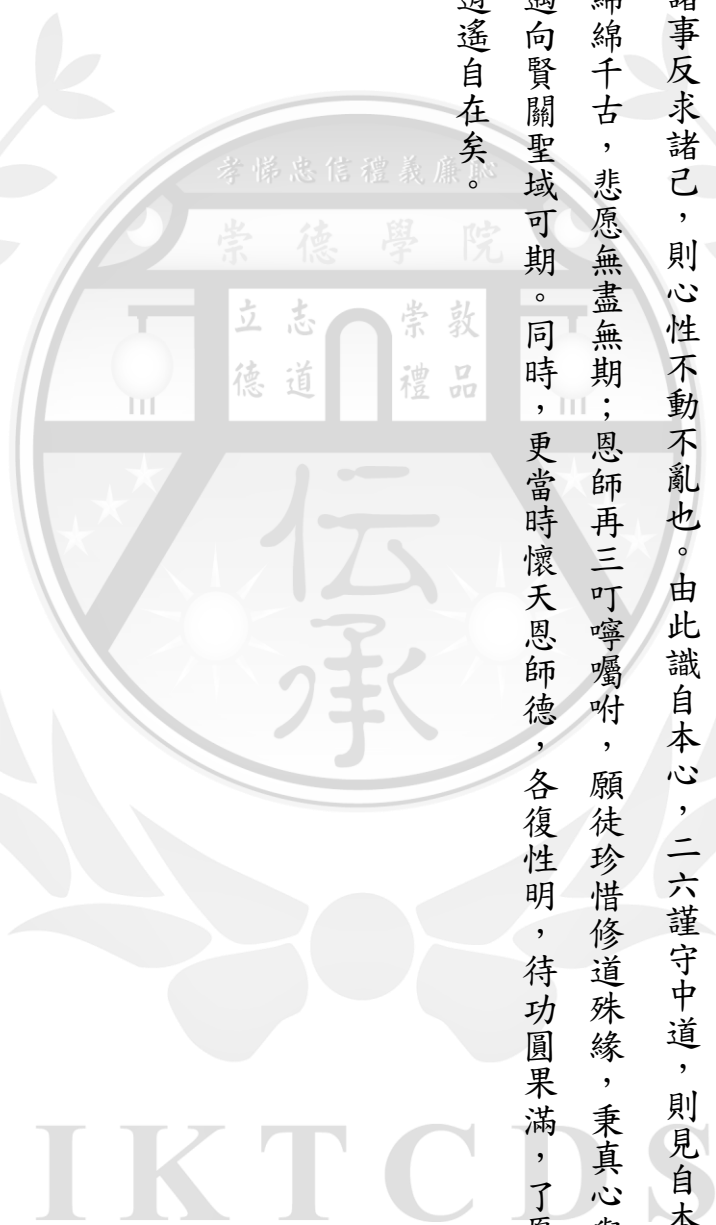 諸事反求諸己，則心性不動不亂也。由此識自本心，二六謹守中道，則見自本
綿綿千古，悲愿無盡無期；恩師再三叮嚀囑咐，願徒珍惜修道殊緣，秉真心
邁向賢關聖域可期。同時，更當時懷天恩師德，各復性明，待功圓果滿，了愿
逍遙自在矣。
孝悌忠信禮義廉恥
崇德學院
立志 崇敦
德道 禮品
伝承
IKTCDS